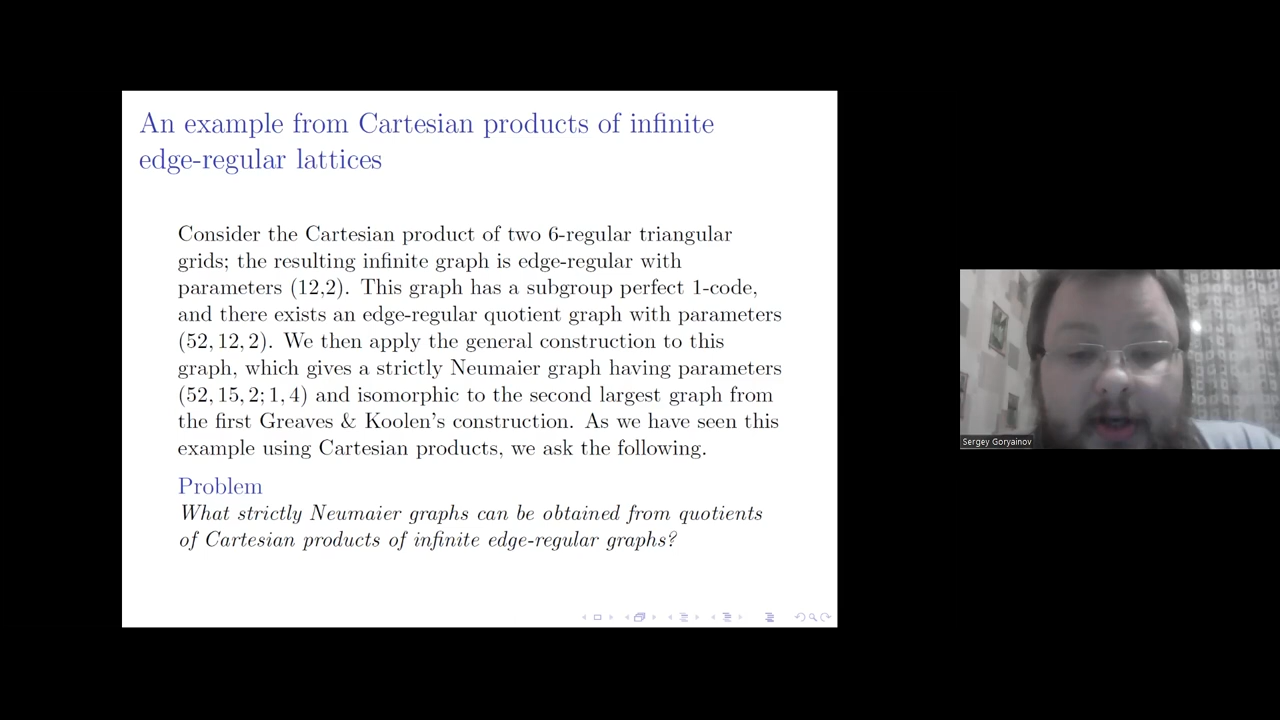 An example from Cartesian products of infinite
edge-regular lattices
Consider the Cartesian product of two 6-regular triangular
grids; the resulting infinite graph is edge-regular with
parameters (12,2). This graph has a subgroup perfect 1-code,
and there exists an edge-regular quotient graph with parameters
(52, 12, 2). We then apply the general construction to this
graph, which gives a strictly Neumaier graph having parameters
(52, 15, 2; 1, 4) and isomorphic to the second largest graph from
the first Greaves & Koolen's construction. As we have seen this
example using Cartesian products, we ask the following.
Problem
What strictly Neumaier graphs can be obtained from quotients
of Cartesian products of infinite edge-regular graphs?
Sergey Goryainov